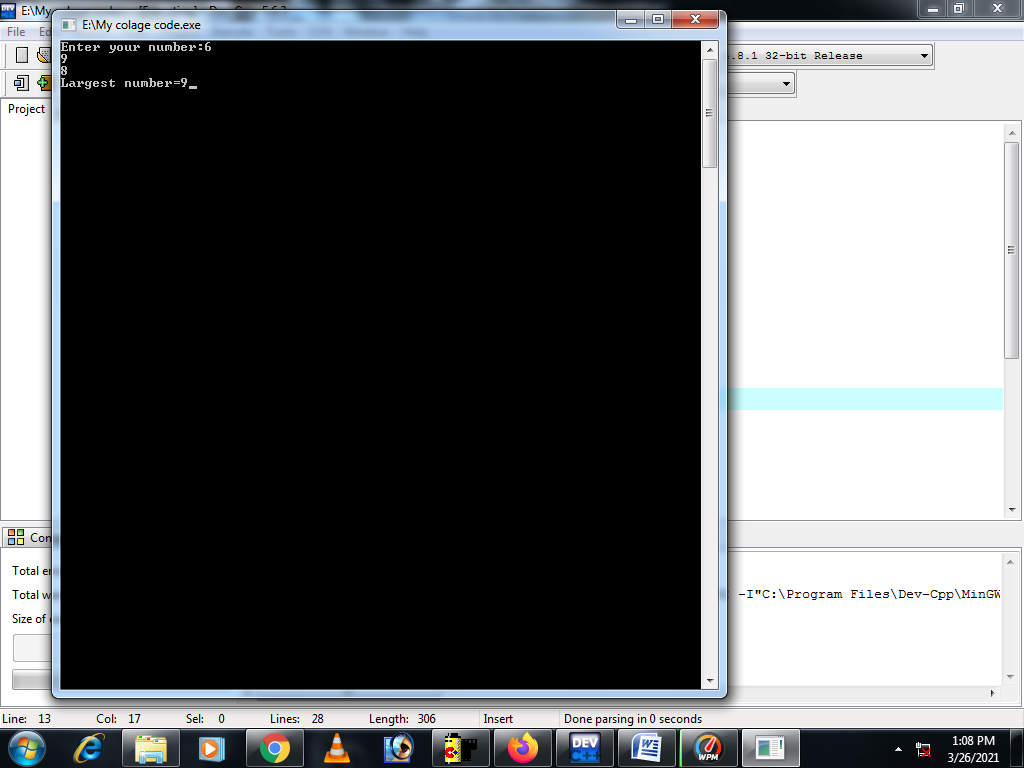 E:\My colage code.exe
File
.8.1 32-bit Release
Project
Enter your number:6
9
8
Largest number=9_
Total
Total
Size of
-I"C:\Program Files\Dev-Cpp\MinGW
Line: 13 Col: 17 Sel: 0 Lines: 28 Length: 306 Insert Done parsing in 0 seconds
DEV
C++
WPM
1:08 PM
3/26/2021